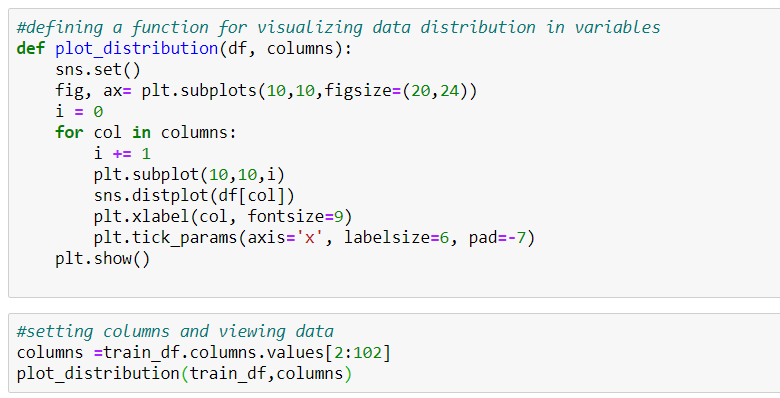 #defining a function for visualizing data distribution in variables
def plot_distribution(df, columns):
    sns.set()
    fig, ax= plt.subplots(10,10,figsize=(20,24))
    i = 0
    for col in columns:
        i += 1
        plt.subplot(10,10,i)
        sns.distplot(df[col])
        plt.xlabel(col, fontsize=9)
        plt.tick_params(axis='x', labelsize=6, pad=-7)
    plt.show()
#setting columns and viewing data
columns =train_df.columns.values[2:102]
plot_distribution(train_df,columns)